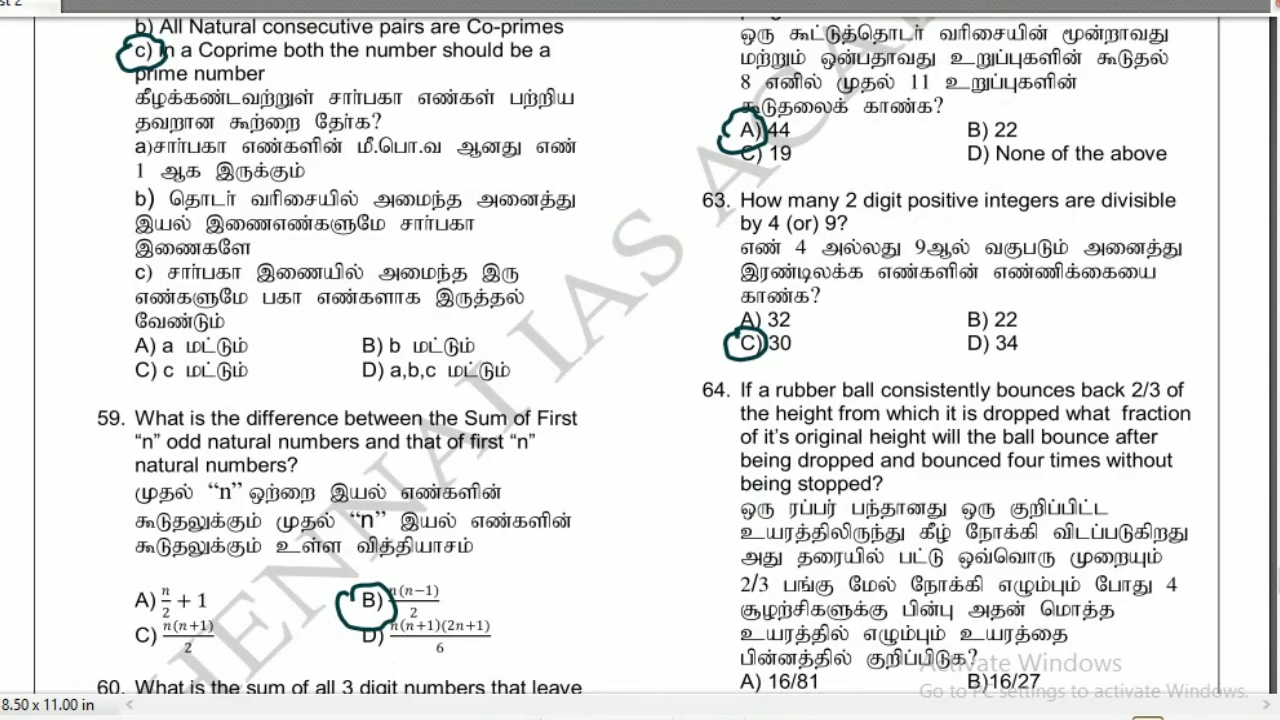 st 2
b) All Natural consecutive pairs are Co-primes
c) In a Coprime both the number should be a
prime number
கீழக்கண்டவற்றுள் சார்பகா எண்கள் பற்றிய
தவறான கூற்றை தேர்க?
a)சார்பகா எண்களின் மீ.பொ.வ ஆனது எண்
1 ஆக இருக்கும்
b) தொடர் வரிசையில் அமைந்த அனைத்து
இயல் இணைஎண்களுமே சார்பகா
இணைகளே
c) சார்பகா இணையில் அமைந்த இரு
எண்களுமே பகா எண்களாக இருத்தல்
வேண்டும்
A) a மட்டும் B) b மட்டும்
C) c மட்டும் D) a,b,c மட்டும்
59. What is the difference between the Sum of First
“n” odd natural numbers and that of first “n”
natural numbers?
முதல் “n” ஒற்றை இயல் எண்களின்
கூடுதலுக்கும் முதல் “n” இயல் எண்களின்
கூடுதலுக்கும் உள்ள வித்தியாசம்
A) n/2 + 1 B) n(n−1)/2
C) n(n+1)/2 D) n(n+1)(2n+1)/6
60. What is the sum of all 3 digit numbers that leave
ஒரு கூட்டுத்தொடர் வரிசையின் மூன்றாவது
மற்றும் ஒன்பதாவது உறுப்புகளின் கூடுதல்
8 எனில் முதல் 11 உறுப்புகளின்
கூடுதலைக் காண்க?
A) 44 B) 22
C) 19 D) None of the above
63. How many 2 digit positive integers are divisible
by 4 (or) 9?
எண் 4 அல்லது 9ஆல் வகுபடும் அனைத்து
இரண்டிலக்க எண்களின் எண்ணிக்கையை
காண்க?
A) 32 B) 22
C) 30 D) 34
64. If a rubber ball consistently bounces back 2/3 of
the height from which it is dropped what fraction
of it’s original height will the ball bounce after
being dropped and bounced four times without
being stopped?
ஒரு ரப்பர் பந்தானது ஒரு குறிப்பிட்ட
உயரத்திலிருந்து கீழ் நோக்கி விடப்படுகிறது
அது தரையில் பட்டு ஒவ்வொரு முறையும்
2/3 பங்கு மேல் நோக்கி எழும்பும் போது 4
சூழற்சிகளுக்கு பின்பு அதன் மொத்த
உயரத்தில் எழும்பும் உயரத்தை
பின்னத்தில் குறிப்பிடுக?
A) 16/81 B)16/27
CHENNAI IAS ACA
Activate Windows
Go to PC settings to activate Windows.
8.50 x 11.00 in